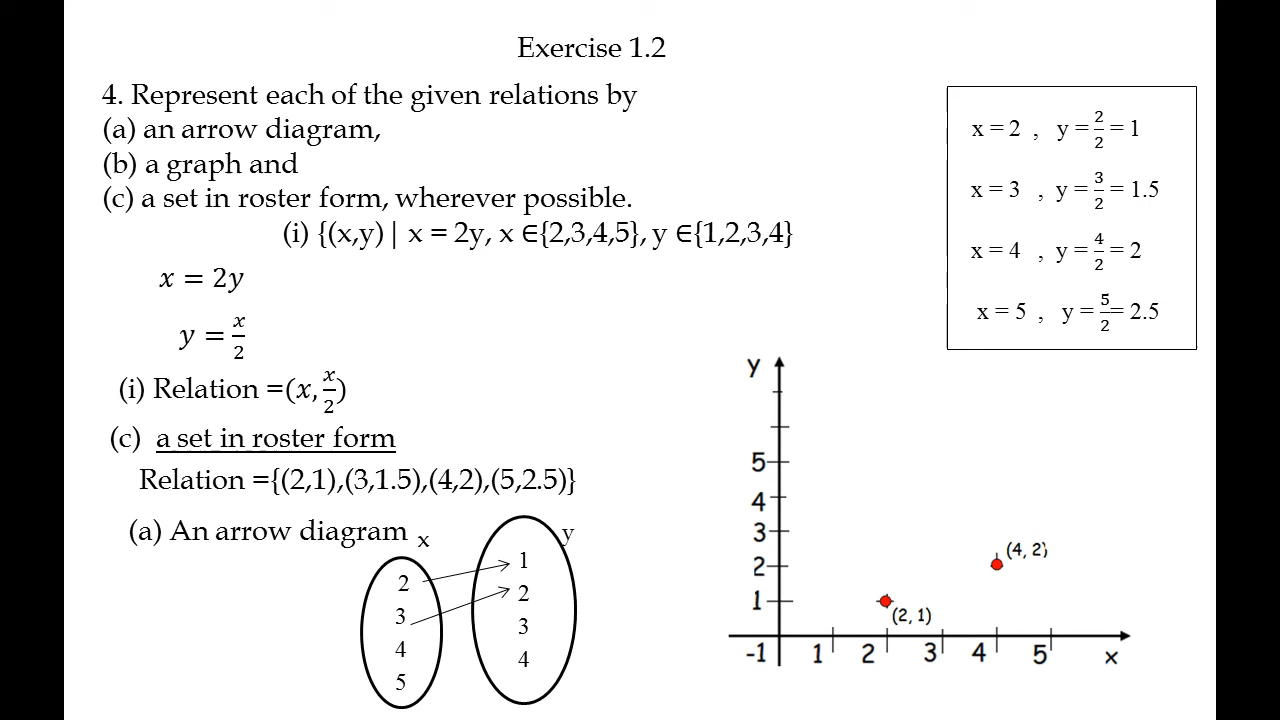 Exercise 1.2
4. Represent each of the given relations by
(a) an arrow diagram,
(b) a graph and
(c) a set in roster form, wherever possible.
(i) {(x,y) | x = 2y, x ∈{2,3,4,5}, y ∈{1,2,3,4}
x = 2y
y = x/2
(i) Relation =(x, x/2)
(c) a set in roster form
Relation ={(2,1),(3,1.5),(4,2),(5,2.5)}
(a) An arrow diagram
x
y
2
3
4
5
1
2
3
4
x = 2 , y = 2/2 = 1
x = 3 , y = 3/2 = 1.5
x = 4 , y = 4/2 = 2
x = 5 , y = 5/2 = 2.5
y
5
4
3
2
1
(4, 2)
(2, 1)
-1 1 2 3 4 5 x